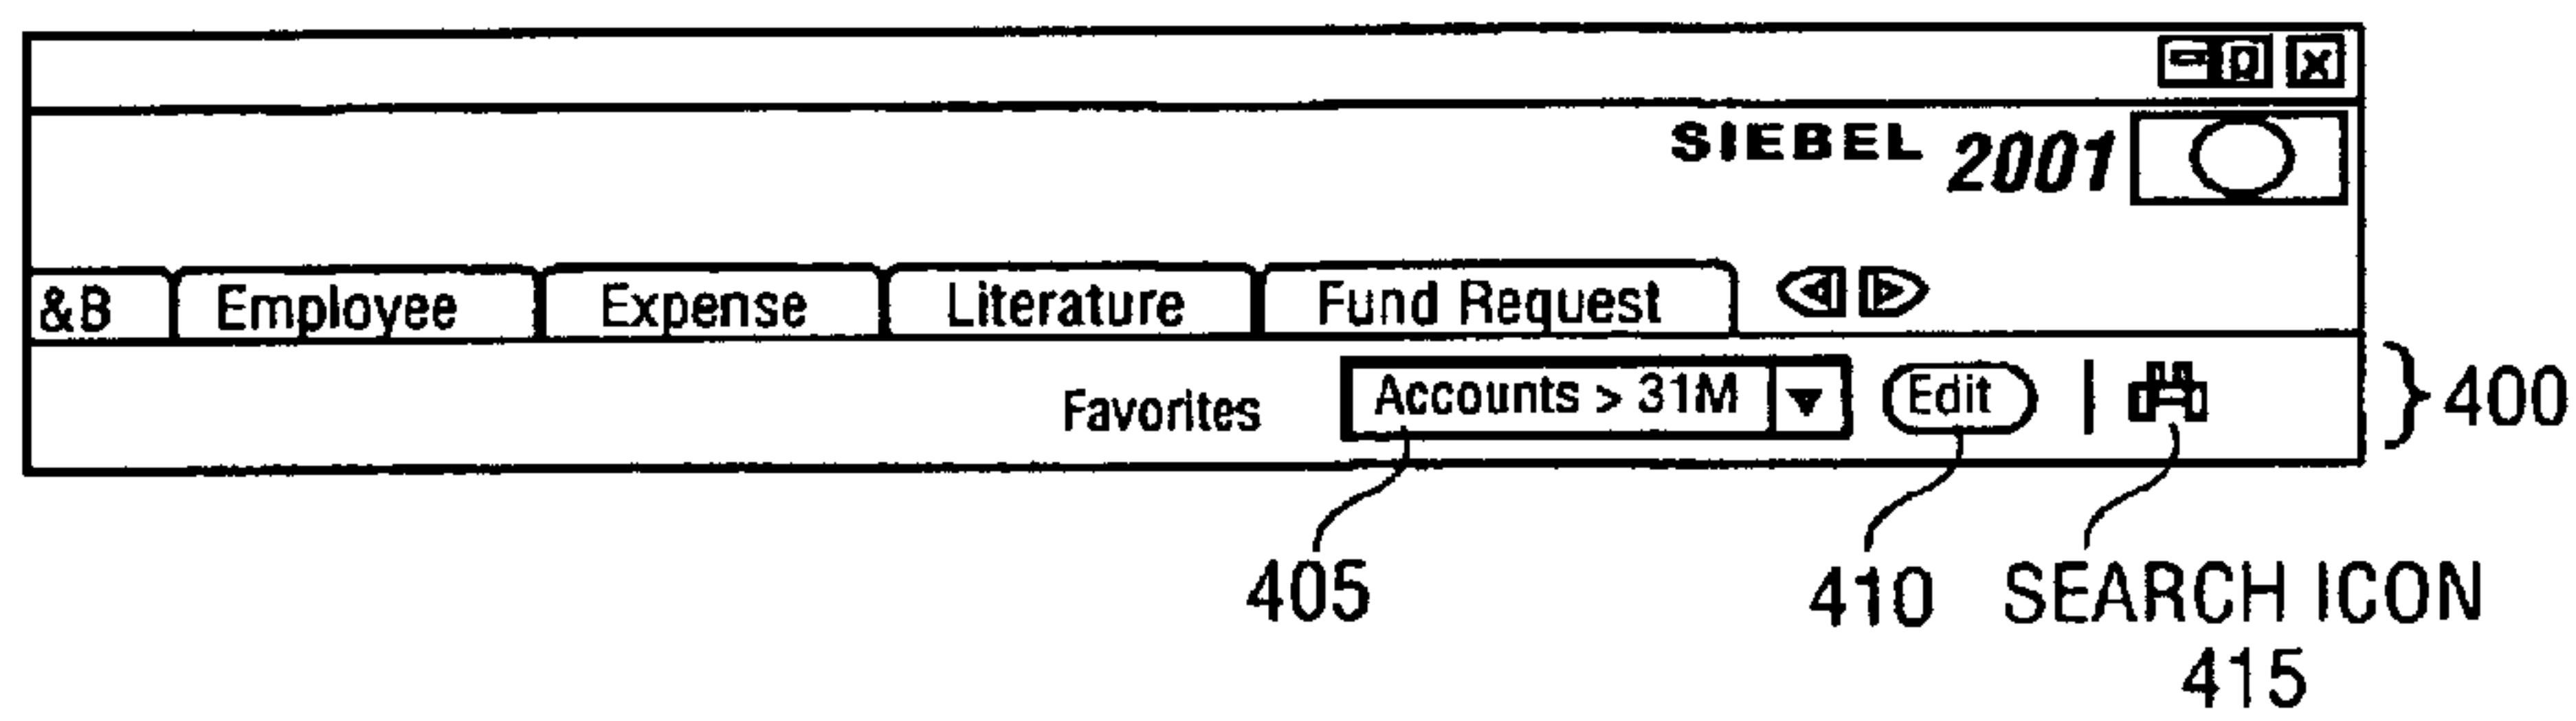 SIEBEL 2001
&B Employee Expense Literature Fund Request
Favorites Accounts > 31M Edit 400
405 410 SEARCH ICON
415